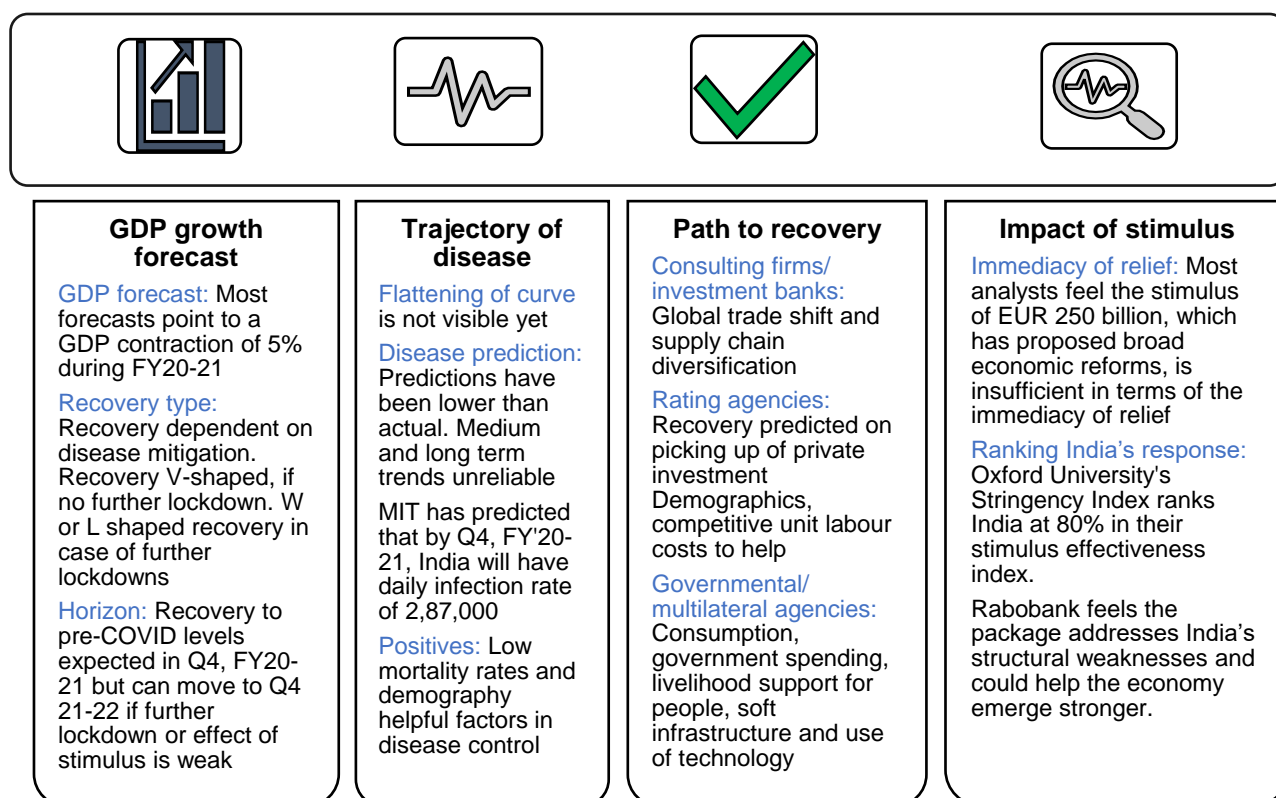 GDP growth
forecast
GDP forecast: Most
forecasts point to a
GDP contraction of 5%
during FY20-21
Recovery type:
Recovery dependent on
disease mitigation.
Recovery V-shaped, if
no further lockdown. W
or L shaped recovery in
case of further
lockdowns
Horizon: Recovery to
pre-COVID levels
expected in Q4, FY20-
21 but can move to Q4
21-22 if further
lockdown or effect of
stimulus is weak
Trajectory of
disease
Flattening of curve
is not visible yet
Disease prediction:
Predictions have
been lower than
actual. Medium
and long term
trends unreliable
MIT has predicted
that by Q4, FY'20-
21, India will have
daily infection rate
of 2,87,000
Positives: Low
mortality rates and
demography
helpful factors in
disease control
Path to recovery
Consulting firms/
investment banks:
Global trade shift and
supply chain
diversification
Rating agencies:
Recovery predicted on
picking up of private
investment
Demographics,
competitive unit labour
costs to help
Governmental/
multilateral agencies:
Consumption,
government spending,
livelihood support for
people, soft
infrastructure and use
of technology
Impact of stimulus
Immediacy of relief: Most
analysts feel the stimulus
of EUR 250 billion, which
has proposed broad
economic reforms, is
insufficient in terms of the
immediacy of relief
Ranking India's response:
Oxford University's
Stringency Index ranks
India at 80% in their
stimulus effectiveness
index.
Rabobank feels the
package addresses India's
structural weaknesses and
could help the economy
emerge stronger.